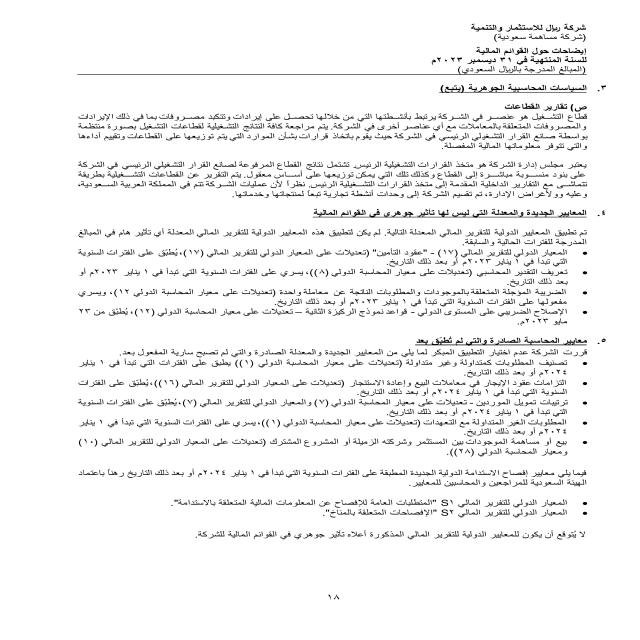 شركة ريال للاستثمار والتنمية
(شركة مساهمة سعودية)
إيضاحات حول القوائم المالية
للسنة المنتهية في ٣١ ديسمبر ٢٠٢٣م
(المبالغ المدرجة بالريال السعودي)
٣. السياسات المحاسبية الجوهرية (يتبع)
ص) تقارير القطاعات
قطاع التشغيل هو عنصر في الشركة يرتبط بأنشطتها التي من خلالها تحصل على إيرادات وتتكبد مصروفات بما في ذلك الإيرادات
والمصروفات المتعلقة بالمعاملات مع أي عناصر أخرى في الشركة. يتم مراجعة كافة النتائج التشغيلية لقطاعات التشغيل بصورة منتظمة
بواسطة صانع القرار التشغيلي الرئيسي في الشركة حيث يقوم باتخاذ قرارات بشأن الموارد التي يتم توزيعها على القطاعات وتقييم أداءها
والتي تتوفر معلوماتها المالية المفصلة.
يعتبر مجلس إدارة الشركة هو متخذ القرارات التشغيلية الرئيس. تشتمل نتائج القطاع المرفوعة لصانع القرار التشغيلي الرئيسي في الشركة
على بنود منسوبة مباشرة إلى القطاع وكذلك تلك التي يمكن توزيعها على أساس معقول. يتم التقرير عن القطاعات التشغيلية بطريقة
تتماشى مع التقارير الداخلية المقدمة إلى متخذ القرارات التشغيلية الرئيس. نظراً لأن عمليات الشركة تتم في المملكة العربية السعودية،
وعليه وولأغراض الإدارة، تم تقسيم الشركة إلى وحدات أنشطة تجارية تبعاً لمنتجاتها وخدماتها.
٤. المعايير الجديدة والمعدلة التي ليس لها تأثير جوهري في القوائم المالية
تم تطبيق المعايير الدولية للتقرير المالي المعدلة التالية. لم يكن لتطبيق هذه المعايير الدولية للتقرير المالي المعدلة أي تأثير هام في المبالغ
المدرجة للفترات الحالية والسابقة.
• المعيار الدولي للتقرير المالي (١٧) - "عقود التأمين" (تعديلات على المعيار الدولي للتقرير المالي (١٧)، يُطبّق على الفترات السنوية
التي تبدأ في ١ يناير ٢٠٢٣م أو بعد ذلك التاريخ.
• تعريف التقدير المحاسبي (تعديلات على معيار المحاسبة الدولي (٨))، يسري على الفترات السنوية التي تبدأ في ١ يناير ٢٠٢٣م أو
بعد ذلك التاريخ.
• الضريبة المؤجلة المتعلقة بالموجودات والمطلوبات الناتجة عن معاملة واحدة (تعديلات على معيار المحاسبة الدولي ١٢)، ويسري
مفعولها على الفترات السنوية التي تبدأ في ١ يناير ٢٠٢٣م أو بعد ذلك التاريخ.
• الإصلاح الضريبي على المستوى الدولي - قواعد نموذج الركيزة الثانية – تعديلات على معيار المحاسبة الدولي (١٢)، يُطبّق من ٢٣
مايو ٢٠٢٣م.
٥. معايير المحاسبة الصادرة والتي لم تُطبّق بعد
قررت الشركة عدم اختيار التطبيق المبكر لما يلي من المعايير الجديدة والمعدلة الصادرة والتي لم تصبح سارية المفعول بعد.
• تصنيف المطلوبات كمتداولة وغير متداولة (تعديلات على معيار المحاسبة الدولي (١)) يطبق على الفترات التي تبدأ في ١ يناير
٢٠٢٤م أو بعد ذلك التاريخ.
• التزامات عقود الإيجار في معاملات البيع وإعادة الاستئجار (تعديلات على المعيار الدولي للتقرير المالي (١٦))، يُطبّق على الفترات
السنوية التي تبدأ في ١ يناير ٢٠٢٤م أو بعد ذلك التاريخ.
• ترتيبات تمويل الموردين - تعديلات على معيار المحاسبة الدولي (٧) والمعيار الدولي للتقرير المالي (٧)، يُطبّق على الفترات السنوية
التي تبدأ في ١ يناير ٢٠٢٤م أو بعد ذلك التاريخ.
• المطلوبات الغير المتداولة مع التعهدات (تعديلات على معيار المحاسبة الدولي (١))، يسري على الفترات السنوية التي تبدأ في ١ يناير
٢٠٢٤م أو بعد ذلك التاريخ.
• بيع أو مساهمة الموجودات بين المستثمر وشركته الزميلة أو المشروع المشترك (تعديلات على المعيار الدولي للتقرير المالي (١٠)
ومعيار المحاسبة الدولي (٢٨)).
فيما يلي معايير إفصاح الاستدامة الدولية الجديدة المطبقة على الفترات السنوية التي تبدأ في ١ يناير ٢٠٢٤م أو بعد ذلك التاريخ رهناً باعتماد
الهيئة السعودية للمراجعين والمحاسبين للمعايير.
• المعيار الدولي للتقرير المالي S١ "المتطلبات العامة للإفصاح عن المعلومات المالية المتعلقة بالاستدامة".
• المعيار الدولي للتقرير المالي S٢ "الإفصاحات المتعلقة بالمناخ".
لا يُتوقع أن يكون للمعايير الدولية للتقرير المالي المذكورة أعلاه تأثير جوهري في القوائم المالية للشركة.
١٨